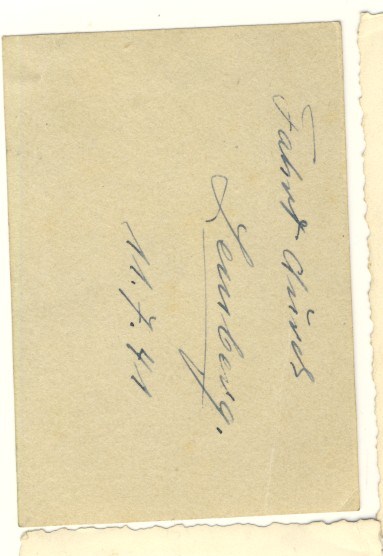 Fahrt durch
Lemberg.
11.7.41